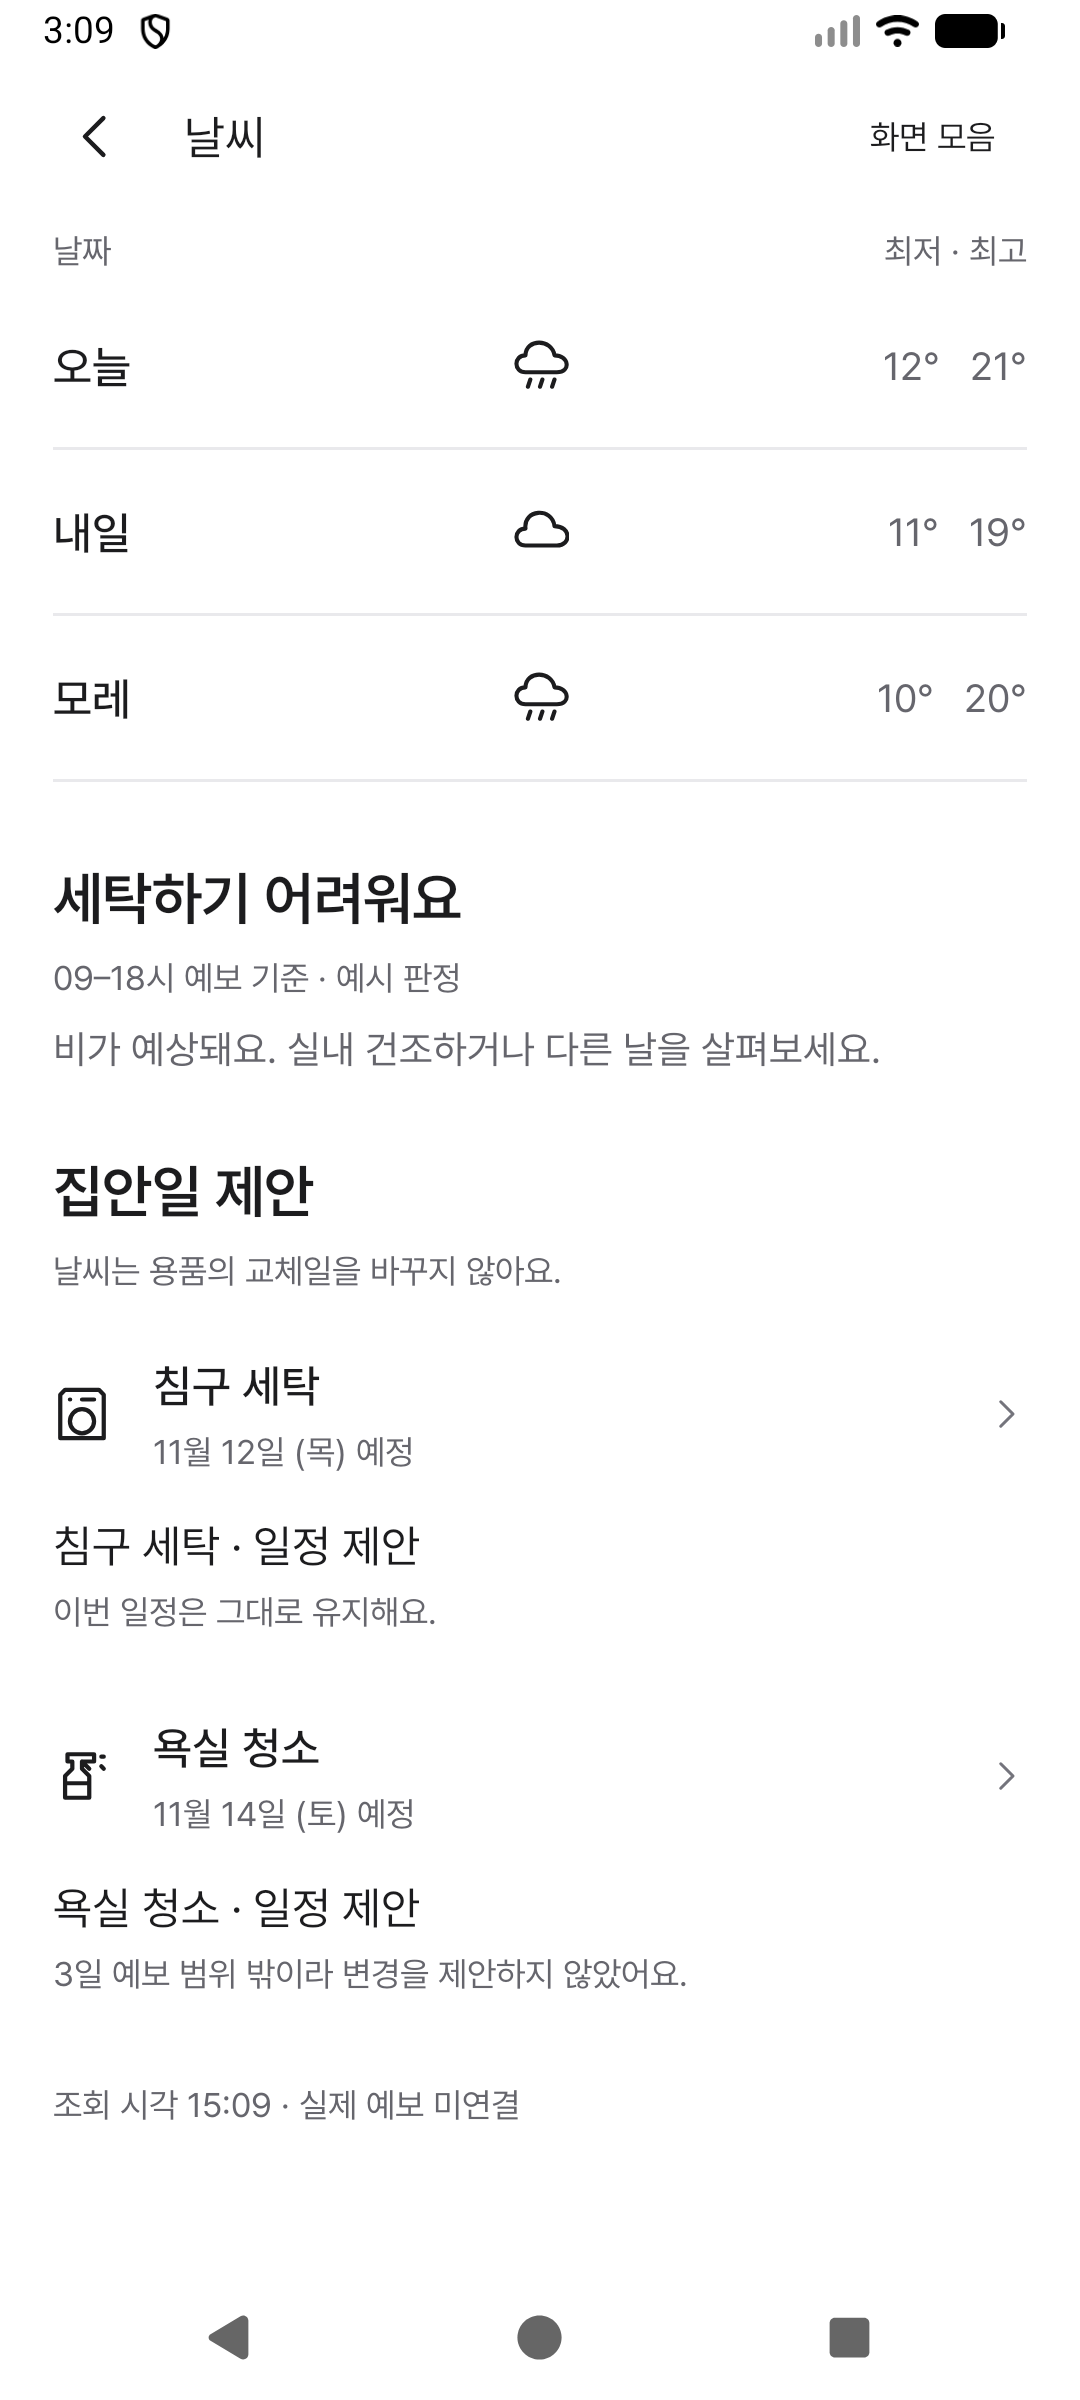 3:09
날씨
화면 모음
날짜
최저 · 최고
오늘
12° 21°
내일
11° 19°
모레
10° 20°
세탁하기 어려워요
09–18시 예보 기준 · 예시 판정
비가 예상돼요. 실내 건조하거나 다른 날을 살펴보세요.
집안일 제안
날씨는 용품의 교체일을 바꾸지 않아요.
침구 세탁
11월 12일 (목) 예정
침구 세탁 · 일정 제안
이번 일정은 그대로 유지해요.
욕실 청소
11월 14일 (토) 예정
욕실 청소 · 일정 제안
3일 예보 범위 밖이라 변경을 제안하지 않았어요.
조회 시각 15:09 · 실제 예보 미연결